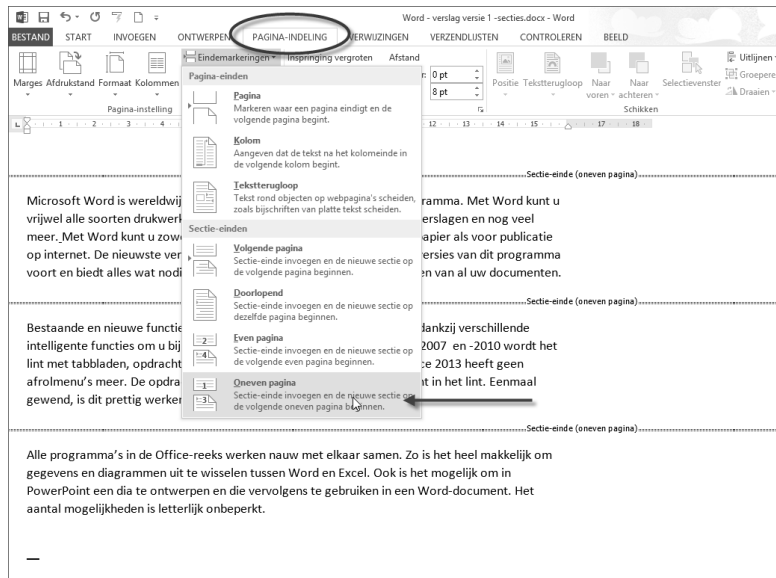 Word - verslag versie 1 -secties.docx - Word
BESTAND START INVOEGEN ONTWERPEN PAGINA-INDELING VERWIJZINGEN VERZENDLIJSTEN CONTROLEREN BEELD
Marges Afdrukstand Formaat Kolommen
Pagina-instelling
Eindemarkeringen Inspringing vergroten Afstand
0 pt
8 pt
Positie Tekstterugloop Naar voren Naar achteren Selectievenster
Uitlijnen
Groepere
Draaien
Schikken
1 2 3 4 12 13 14 15 17 18
Pagina-einden
Pagina
Markeren waar een pagina eindigt en de
volgende pagina begint.
Kolom
Aangeven dat de tekst na het kolomeinde in
de volgende kolom begint.
Tekstterugloop
Tekst rond objecten op webpagina's scheiden,
zoals bijschriften van platte tekst scheiden.
Sectie-einden
Volgende pagina
Sectie-einde invoegen en de nieuwe sectie op
de volgende pagina beginnen.
Doorlopend
Sectie-einde invoegen en de nieuwe sectie op
dezelfde pagina beginnen.
Even pagina
Sectie-einde invoegen en de nieuwe sectie op
de volgende even pagina beginnen.
Oneven pagina
Sectie-einde invoegen en de nieuwe sectie op
de volgende oneven pagina beginnen.
Sectie-einde (oneven pagina)
Microsoft Word is wereldwij ramma. Met Word kunt u
vrijwel alle soorten drukwerk erslagen en nog veel
meer. Met Word kunt u zowe apier als voor publicatie
op internet. De nieuwste ver ersies van dit programma
voort en biedt alles wat nodi en van al uw documenten.
Sectie-einde (oneven pagina)
Bestaande en nieuwe functie dankzij verschillende
intelligente functies om u bij 2007 en -2010 wordt het
lint met tabbladen, opdracht ce 2013 heeft geen
afrolmenu's meer. De opdra t in het lint. Eenmaal
gewend, is dit prettig werke
Sectie-einde (oneven pagina)
Alle programma's in de Office-reeks werken nauw met elkaar samen. Zo is het heel makkelijk om
gegevens en diagrammen uit te wisselen tussen Word en Excel. Ook is het mogelijk om in
PowerPoint een dia te ontwerpen en die vervolgens te gebruiken in een Word-document. Het
aantal mogelijkheden is letterlijk onbeperkt.